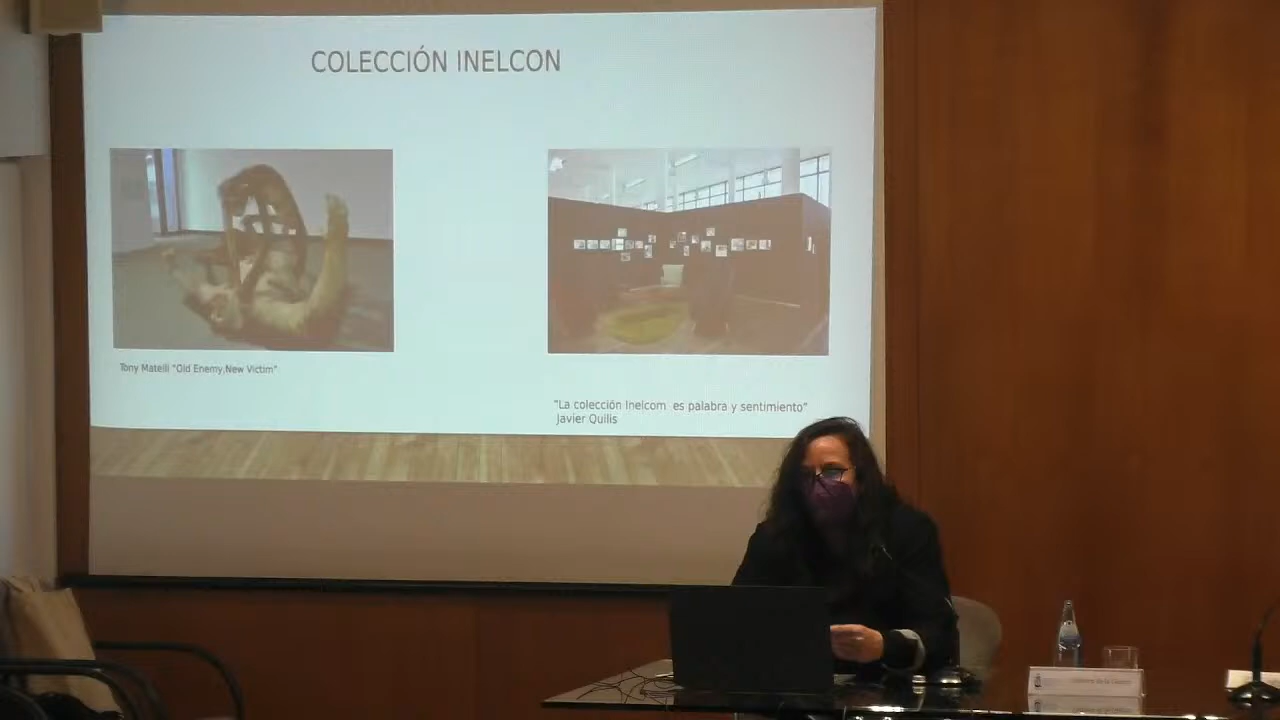 COLECCIÓN INELCON
Tony Matelli "Old Enemy,New Victim"
"La colección Inelcom es palabra y sentimiento"
Javier Quilis